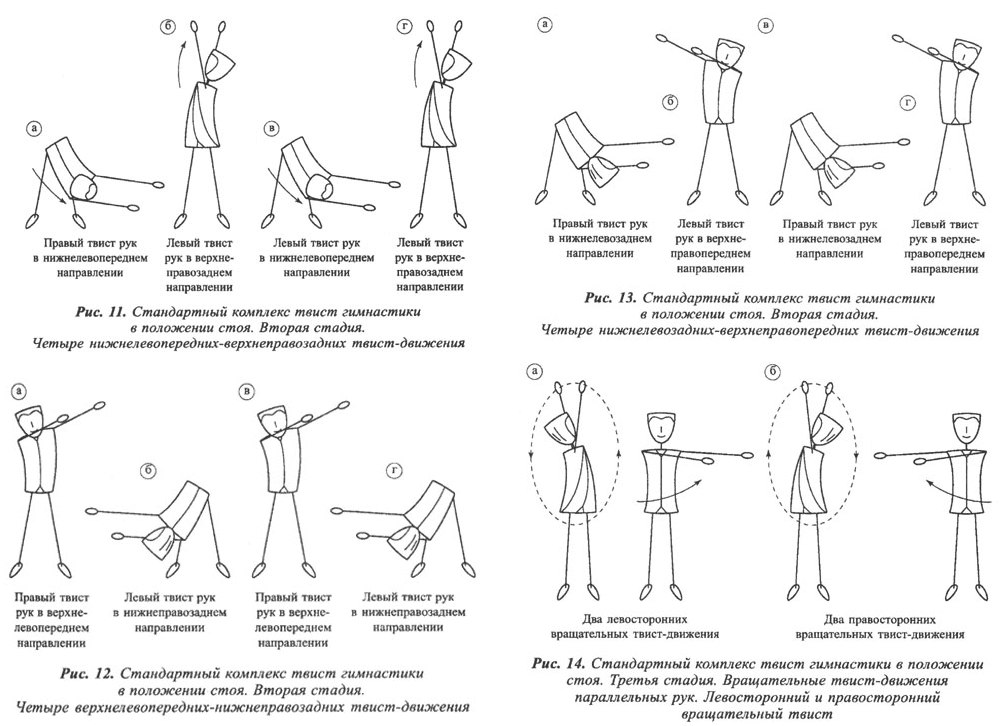 б
г
а
в
Правый твист рук
в нижнелевопереднем
направлении
Левый твист
рук в верхне-
правозаднем
направлении
Левый твист рук
в нижнелевопереднем
направлении
Левый твист
рук в верхне-
правозаднем
направлении
Рис. 11. Стандартный комплекс твист гимнастики
в положении стоя. Вторая стадия.
Четыре нижнелевопередних-верхнеправозадних твист-движения
а
в
б
г
Правый твист рук
в нижнелевозаднем
направлении
Левый твист
рук в верхне-
правопереднем
направлении
Правый твист рук
в нижнелевозаднем
направлении
Левый твист
рук в верхне-
правопереднем
направлении
Рис. 13. Стандартный комплекс твист гимнастики
в положении стоя. Вторая стадия.
Четыре нижнелевозадних-верхнеправопередних твист-движения
а
в
б
г
Правый твист
рук в верхне-
левопереднем
направлении
Левый твист рук
в нижнеправозаднем
направлении
Правый твист
рук в верхне-
левопереднем
направлении
Левый твист рук
в нижнеправозаднем
направлении
Рис. 12. Стандартный комплекс твист гимнастики
в положении стоя. Вторая стадия.
Четыре верхнелевопередних-нижнеправозадних твист-движения
а
б
Два левосторонних
вращательных твист-движения
Два правосторонних
вращательных твист-движения
Рис. 14. Стандартный комплекс твист гимнастики в положении
стоя. Третья стадия. Вращательные твист-движения
параллельных рук. Левосторонний и правосторонний
вращательный твист